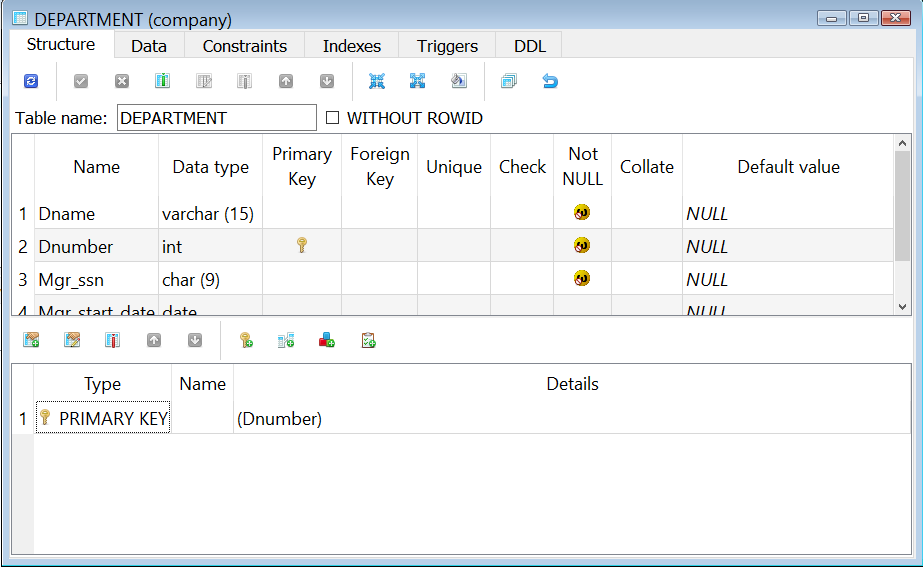 DEPARTMENT (company)
Structure Data Constraints Indexes Triggers DDL
Table name: DEPARTMENT WITHOUT ROWID
Name Data type Primary Key Foreign Key Unique Check Not NULL Collate Default value
1 Dname varchar (15) NULL
2 Dnumber int NULL
3 Mgr_ssn char (9) NULL
4 Mgr_start_date date NULL
Type Name Details
1 PRIMARY KEY (Dnumber)